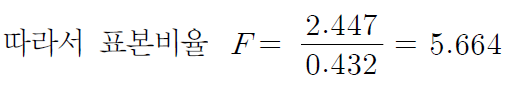 따라서 표본비율 F = 2.447 / 0.432 = 5.664